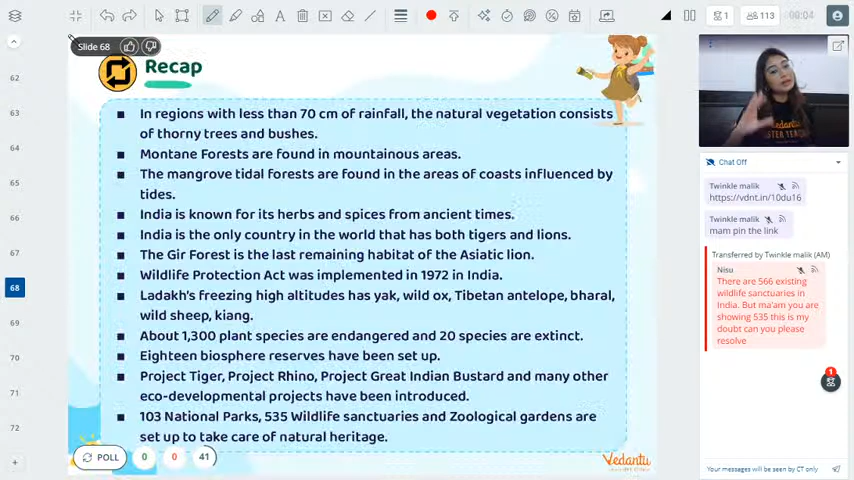 1
113
00:04
Slide 68
Recap
62
63
64
65
66
67
68
69
70
71
72
In regions with less than 70 cm of rainfall, the natural vegetation consists
of thorny trees and bushes.
Montane Forests are found in mountainous areas.
The mangrove tidal forests are found in the areas of coasts influenced by
tides.
India is known for its herbs and spices from ancient times.
India is the only country in the world that has both tigers and lions.
The Gir Forest is the last remaining habitat of the Asiatic lion.
Wildlife Protection Act was implemented in 1972 in India.
Ladakh's freezing high altitudes has yak, wild ox, Tibetan antelope, bharal,
wild sheep, kiang.
About 1,300 plant species are endangered and 20 species are extinct.
Eighteen biosphere reserves have been set up.
Project Tiger, Project Rhino, Project Great Indian Bustard and many other
eco-developmental projects have been introduced.
103 National Parks, 535 Wildlife sanctuaries and Zoological gardens are
set up to take care of natural heritage.
POLL
0
0
41
Vedantu
Chat Off
Twinkle malik
https://vdnt.in/10du16
Twinkle malik
mam pin the link
Transferred by Twinkle malik (AM)
Nisu
There are 566 existing
wildlife sanctuaries in
India. But ma'am you are
showing 535 this is my
doubt can you please
resolve
1
Your messages will be seen by CT only